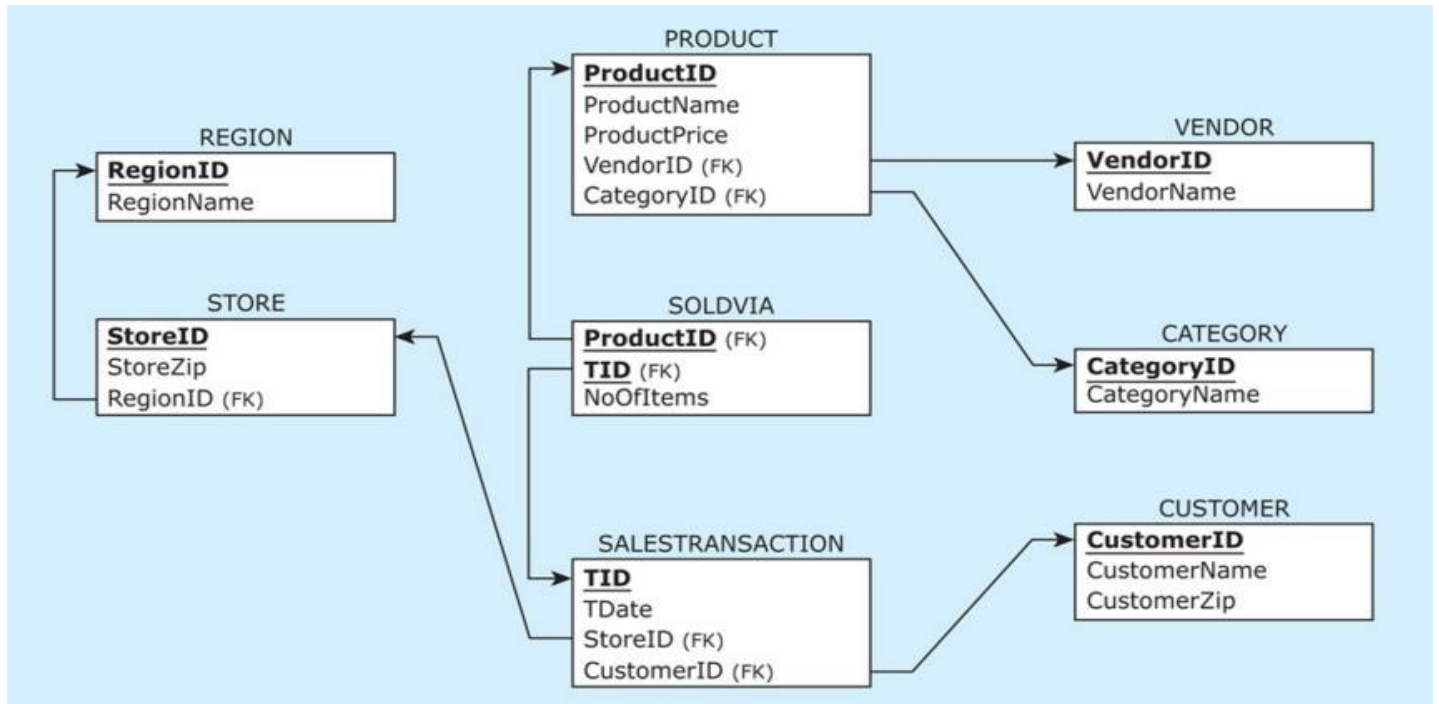 PRODUCT
ProductID
ProductName
ProductPrice
VendorID (FK)
CategoryID (FK)
REGION
RegionID
RegionName
VENDOR
VendorID
VendorName
STORE
StoreID
StoreZip
RegionID (FK)
SOLDVIA
ProductID (FK)
TID (FK)
NoOfItems
CATEGORY
CategoryID
CategoryName
SALESTRANSACTION
TID
TDate
StoreID (FK)
CustomerID (FK)
CUSTOMER
CustomerID
CustomerName
CustomerZip